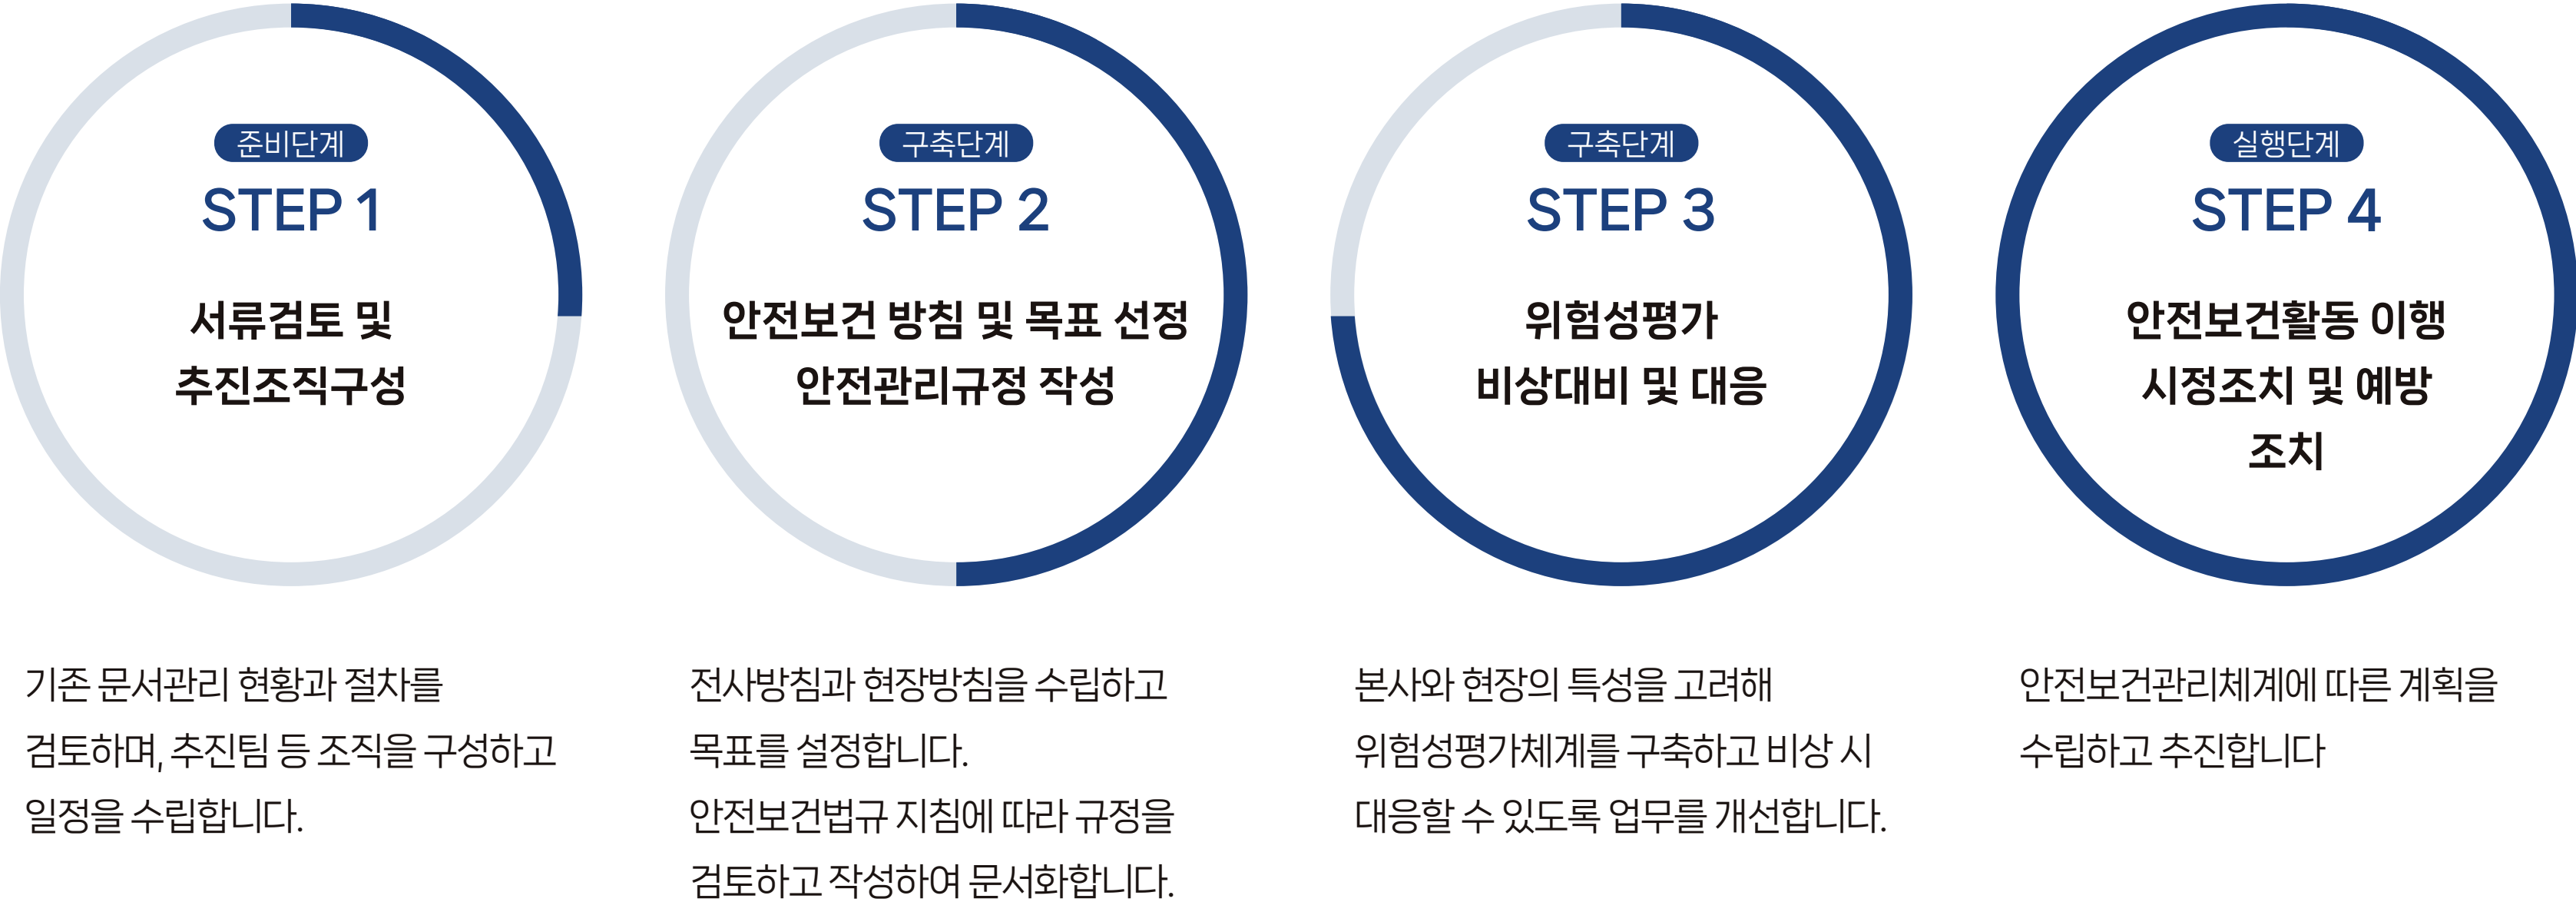 준비단계
STEP 1
서류검토 및
추진조직구성
기존 문서관리 현황과 절차를
검토하며, 추진팀 등 조직을 구성하고
일정을 수립합니다.
구축단계
STEP 2
안전보건 방침 및 목표 선정
안전관리규정 작성
전사방침과 현장방침을 수립하고
목표를 설정합니다.
안전보건법규 지침에 따라 규정을
검토하고 작성하여 문서화합니다.
구축단계
STEP 3
위험성평가
비상대비 및 대응
본사와 현장의 특성을 고려해
위험성평가체계를 구축하고 비상 시
대응할 수 있도록 업무를 개선합니다.
실행단계
STEP 4
안전보건활동 이행
시정조치 및 예방
조치
안전보건관리체계에 따른 계획을
수립하고 추진합니다